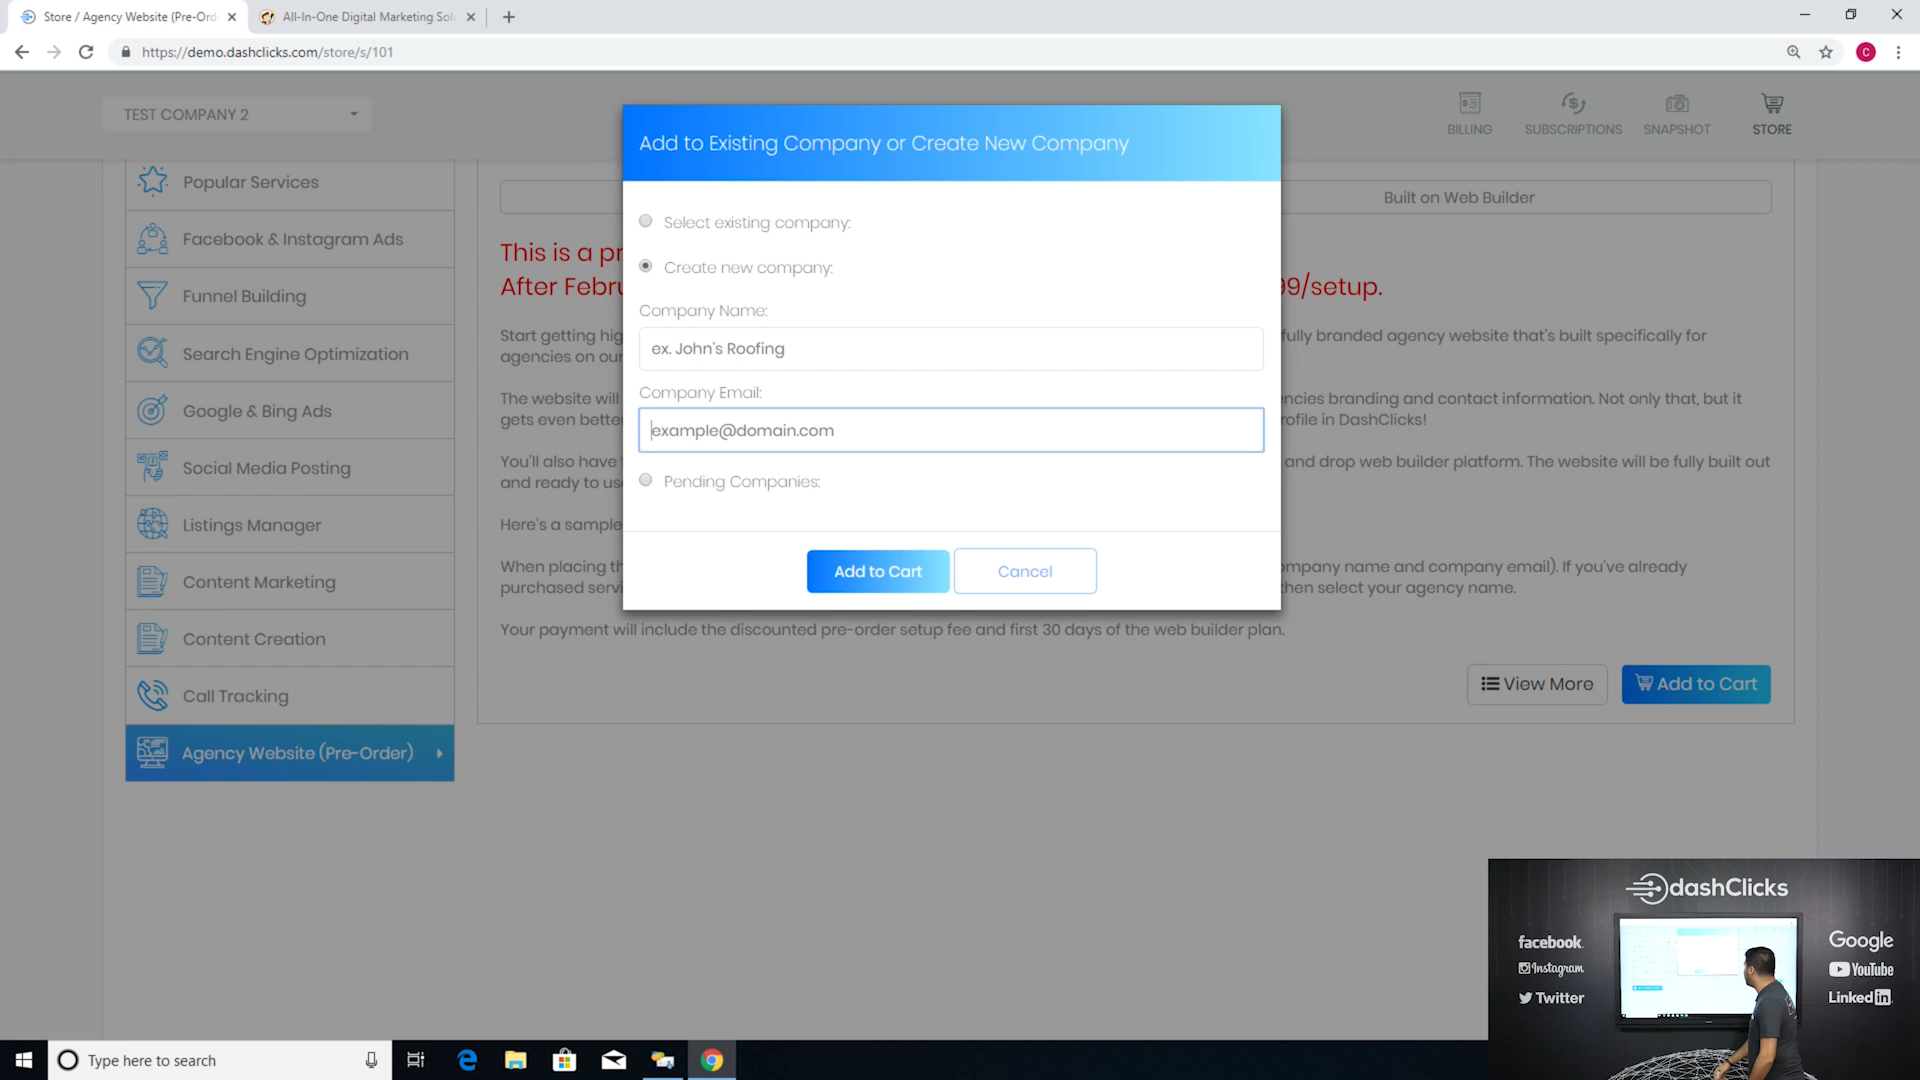 Store / Agency Website (Pre-Ord
All-In-One Digital Marketing Sol
https://demo.dashclicks.com/store/s/101
C
TEST COMPANY 2
BILLING
SUBSCRIPTIONS
SNAPSHOT
STORE
Popular Services
Facebook & Instagram Ads
Funnel Building
Search Engine Optimization
Google & Bing Ads
Social Media Posting
Listings Manager
Content Marketing
Content Creation
Call Tracking
Agency Website (Pre-Order)
Built on Web Builder
This is a pr
After Febru 99/setup.
Start getting hig fully branded agency website that's built specifically for
agencies on our
The website will encies branding and contact information. Not only that, but it
gets even better rofile in DashClicks!
You'll also have and drop web builder platform. The website will be fully built out
and ready to us
Here's a sample
When placing th ompany name and company email). If you've already
purchased servi then select your agency name.
Your payment will include the discounted pre-order setup fee and first 30 days of the web builder plan.
View More
Add to Cart
Add to Existing Company or Create New Company
Select existing company:
Create new company:
Company Name:
ex. John's Roofing
Company Email:
example@domain.com
Pending Companies:
Add to Cart
Cancel
dashClicks
facebook.
Instagram
Twitter
Google
YouTube
Linked in
Type here to search